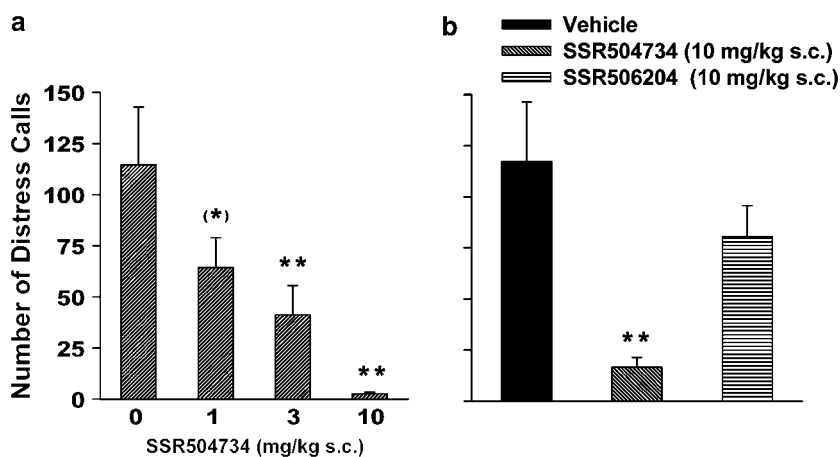 a
Number of Distress Calls
150
125
100
75
50
25
0
(*)
**
**
0 1 3 10
SSR504734 (mg/kg s.c.)
b
Vehicle
SSR504734 (10 mg/kg s.c.)
SSR506204 (10 mg/kg s.c.)
**